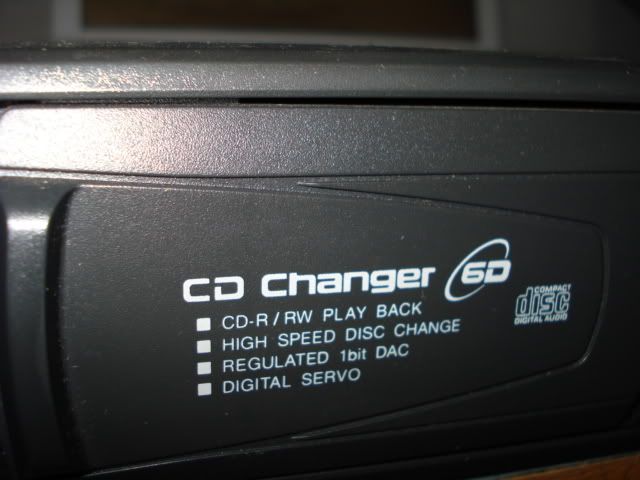 CD Changer 6D
■ CD-R/RW PLAY BACK
■ HIGH SPEED DISC CHANGE
■ REGULATED 1bit DAC
■ DIGITAL SERVO
COMPACT
disc
DIGITAL AUDIO